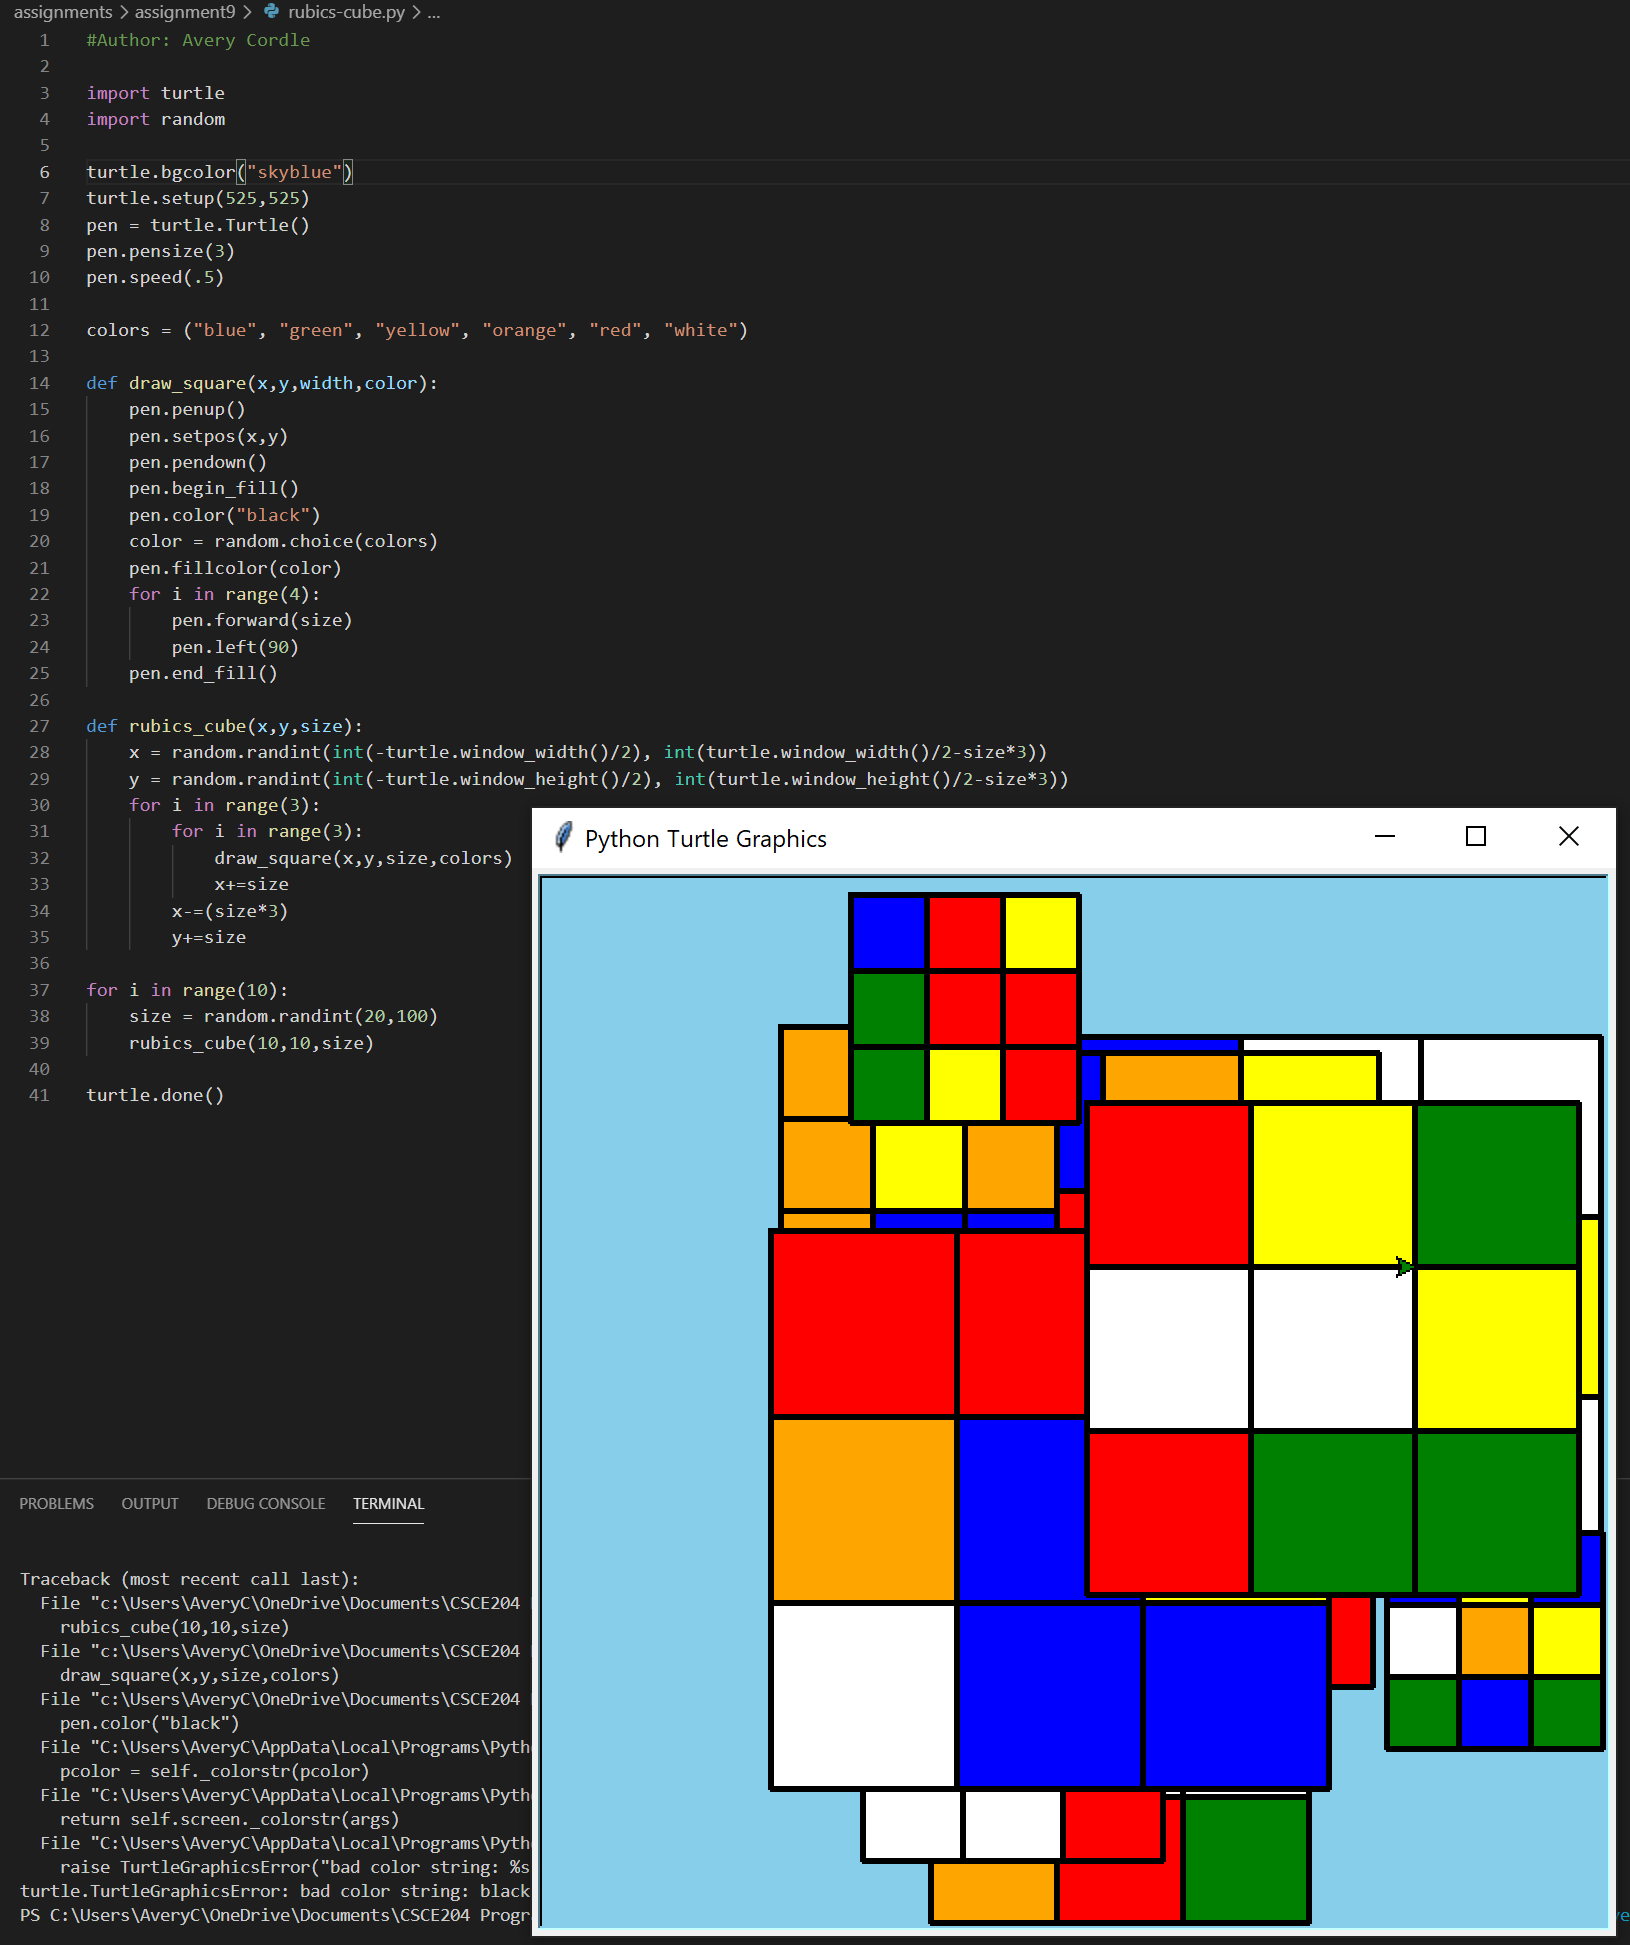 assignments > assignment9 > rubics-cube.py > ...
1 #Author: Avery Cordle
2
3 import turtle
4 import random
5
6 turtle.bgcolor("skyblue")
7 turtle.setup(525,525)
8 pen = turtle.Turtle()
9 pen.pensize(3)
10 pen.speed(.5)
11
12 colors = ("blue", "green", "yellow", "orange", "red", "white")
13
14 def draw_square(x,y,width,color):
15     pen.penup()
16     pen.setpos(x,y)
17     pen.pendown()
18     pen.begin_fill()
19     pen.color("black")
20     color = random.choice(colors)
21     pen.fillcolor(color)
22     for i in range(4):
23         pen.forward(size)
24         pen.left(90)
25     pen.end_fill()
26
27 def rubics_cube(x,y,size):
28     x = random.randint(int(-turtle.window_width()/2), int(turtle.window_width()/2-size*3))
29     y = random.randint(int(-turtle.window_height()/2), int(turtle.window_height()/2-size*3))
30     for i in range(3):
31         for i in range(3):
32             draw_square(x,y,size,colors)
33             x+=size
34         x-=(size*3)
35         y+=size
36
37 for i in range(10):
38     size = random.randint(20,100)
39     rubics_cube(10,10,size)
40
41 turtle.done()
Python Turtle Graphics
PROBLEMS OUTPUT DEBUG CONSOLE TERMINAL
Traceback (most recent call last):
  File "c:\Users\AveryC\OneDrive\Documents\CSCE204
    rubics_cube(10,10,size)
  File "c:\Users\AveryC\OneDrive\Documents\CSCE204
    draw_square(x,y,size,colors)
  File "c:\Users\AveryC\OneDrive\Documents\CSCE204
    pen.color("black")
  File "C:\Users\AveryC\AppData\Local\Programs\Pyth
    pcolor = self._colorstr(pcolor)
  File "C:\Users\AveryC\AppData\Local\Programs\Pyth
    return self.screen._colorstr(args)
  File "C:\Users\AveryC\AppData\Local\Programs\Pyth
    raise TurtleGraphicsError("bad color string: %s
turtle.TurtleGraphicsError: bad color string: black
PS C:\Users\AveryC\OneDrive\Documents\CSCE204 Progr